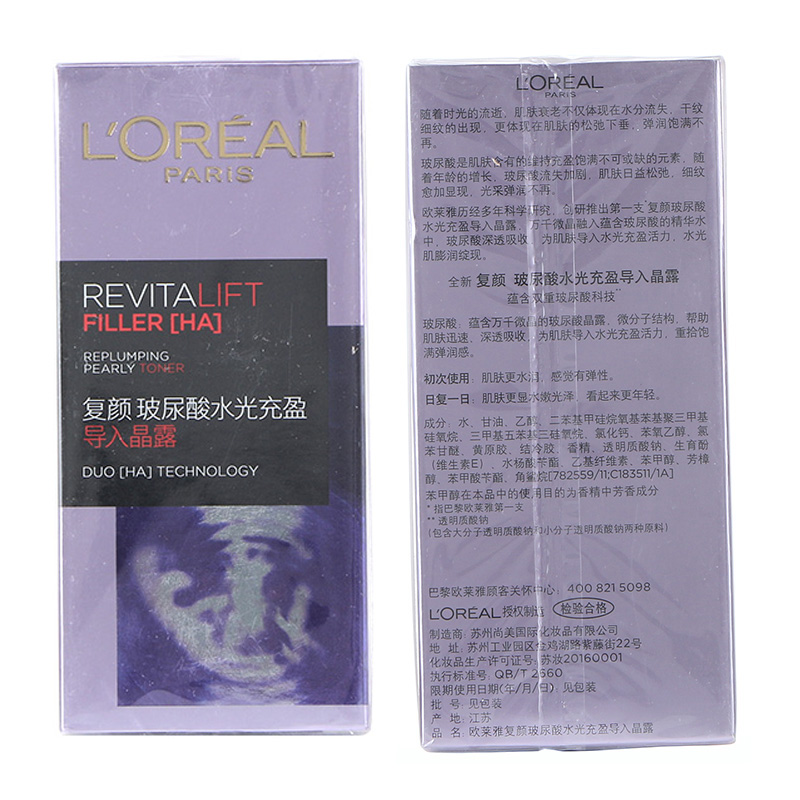 L'ORÉAL
PARIS
REVITALIFT
FILLER [HA]
REPLUMPING
PEARLY TONER
复颜 玻尿酸水光充盈
导入晶露
DUO [HA] TECHNOLOGY
L'ORÉAL
PARIS
随着时光的流逝，肌肤衰老不仅体现在水分流失、干纹
细纹的出现，更体现在肌肤的松弛下垂，弹润饱满不
再。
玻尿酸是肌肤含有的维持充盈饱满不可或缺的元素，随
着年龄的增长、玻尿酸流失加剧，肌肤日益松弛，细纹
愈加显现，光采弹润不再。
欧莱雅历经多年科学研究，创研推出第一支*复颜玻尿酸
水光充盈导入晶露，万千微晶融入蕴含玻尿酸的精华水
中，玻尿酸深透吸收，为肌肤导入水光充盈活力，水光
肌膨润绽现。
全新 复颜 玻尿酸水光充盈导入晶露
蕴含双重玻尿酸科技**
玻尿酸：蕴含万千微晶的玻尿酸晶露，微分子结构、帮助
肌肤迅速、深透吸收，为肌肤导入水光充盈活力，重拾饱
满弹润感。
初次使用：肌肤更水润，感觉有弹性。
日复一日：肌肤更显水嫩光泽，看起来更年轻。
成分：水、甘油、乙醇、二苯基甲硅烷氧基苯基聚三甲基
硅氧烷、三甲基五苯基三硅氧烷、氯化钙、苯氧乙醇、氯
苯甘醚、黄原胶、结冷胶、香精、透明质酸钠、生育酚
（维生素E）、水杨酸苄酯、乙基纤维素、苯甲醇、芳樟
醇、苯甲酸苄酯、角鲨烷[782559/11;C183511/1A]
苯甲醇在本品中的使用目的为香精中芳香成分
* 指巴黎欧莱雅第一支
** 透明质酸钠
(包含大分子透明质酸钠和小分子透明质酸钠两种原料)
巴黎欧莱雅顾客关怀中心：400 821 5098
L'ORÉAL授权制造 检验合格
制造商：苏州尚美国际化妆品有限公司
地 址：苏州工业园区金鸡湖路紫藤街22号
化妆品生产许可证号：苏妆20160001
执行标准号：QB/T 2660
限期使用日期(年/月/日)：见包装
批 号：见包装
产 地：江苏
品 名：欧莱雅复颜玻尿酸水光充盈导入晶露